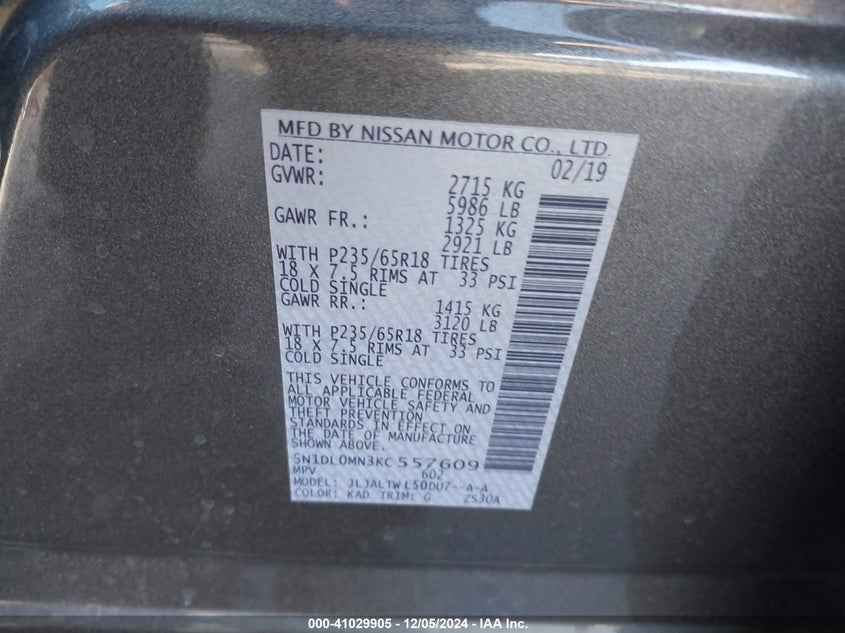 MFD BY NISSAN MOTOR CO., LTD.
DATE: 02/19
GVWR: 2715 KG
5986 LB
GAWR FR.: 1325 KG
2921 LB
WITH P235/65R18 TIRES
18 X 7.5 RIMS AT 33 PSI
COLD SINGLE
GAWR RR.: 1415 KG
3120 LB
WITH P235/65R18 TIRES
18 X 7.5 RIMS AT 33 PSI
COLD SINGLE
THIS VEHICLE CONFORMS TO
ALL APPLICABLE FEDERAL
MOTOR VEHICLE SAFETY AND
THEFT PREVENTION
STANDARDS IN EFFECT ON
THE DATE OF MANUFACTURE
SHOWN ABOVE.
5N1DL0MN3KC557609
MPV 602
MODEL: JLJALTWL50DU7--A-A
COLOR: KAD TRIM: G ZS30A
000-41029905 - 12/05/2024 - IAA Inc.